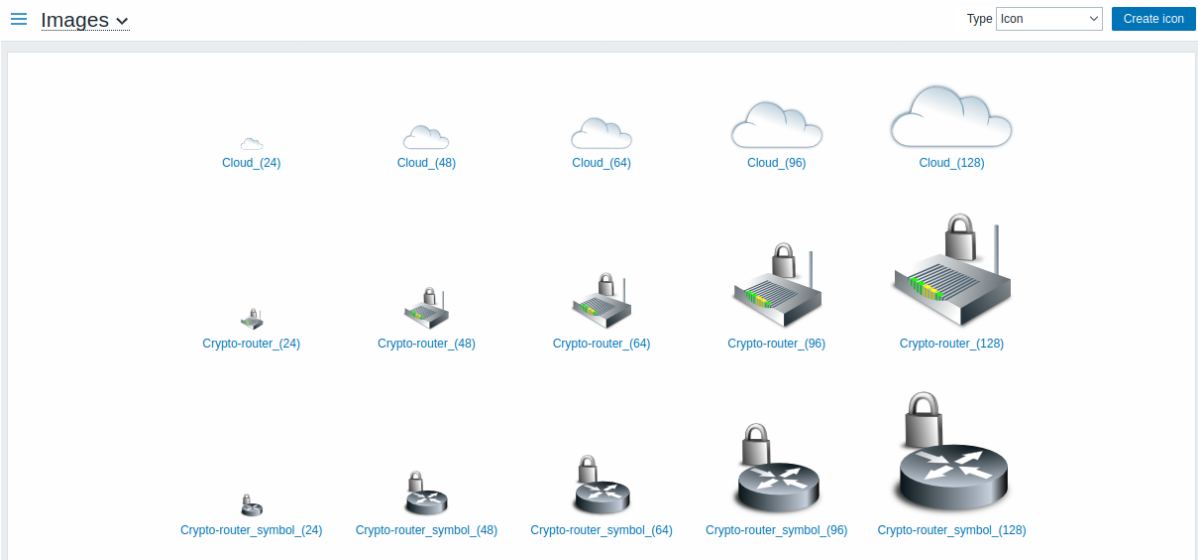 Images
Type Icon Create icon
Cloud_(24) Cloud_(48) Cloud_(64) Cloud_(96) Cloud_(128)
Crypto-router_(24) Crypto-router_(48) Crypto-router_(64) Crypto-router_(96) Crypto-router_(128)
Crypto-router_symbol_(24) Crypto-router_symbol_(48) Crypto-router_symbol_(64) Crypto-router_symbol_(96) Crypto-router_symbol_(128)